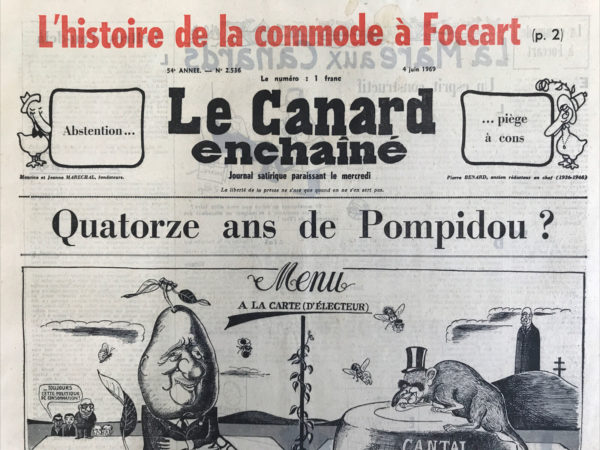 L'histoire de la commode à Foccart (p. 2)
54e ANNEE. — N° 2.536
Le numéro : 1 franc
4 juin 1969
Abstention...
Le Canard
enchaîné
...piège
à cons
Maurice et Jeanne MARECHAL, fondateurs.
Journal satirique paraissant le mercredi
Pierre BENARD, ancien rédacteur en chef (1936-1946)
La liberté de la presse ne s'use que quand on ne s'en sert pas.
Quatorze ans de Pompidou ?
Menu
A LA CARTE (D'ÉLECTEUR)
TOUJOURS
CETTE POLITIQUE
DE CONSOMMATION!
CANTAL